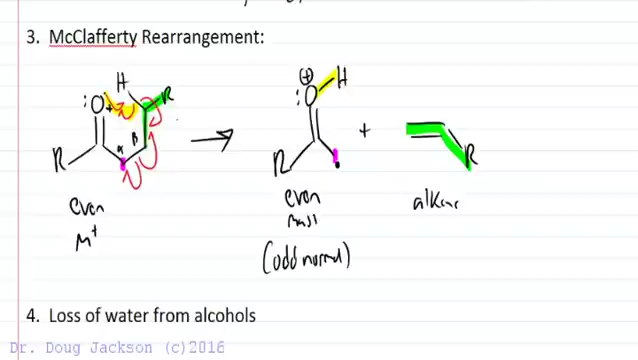 3. McClafferty Rearrangement:
H
:O+
R
α
β
R
even
M+
+
:O-H
R
even
mass
(odd normal)
+
R
alkene
4. Loss of water from alcohols
Dr. Doug Jackson (c)2016